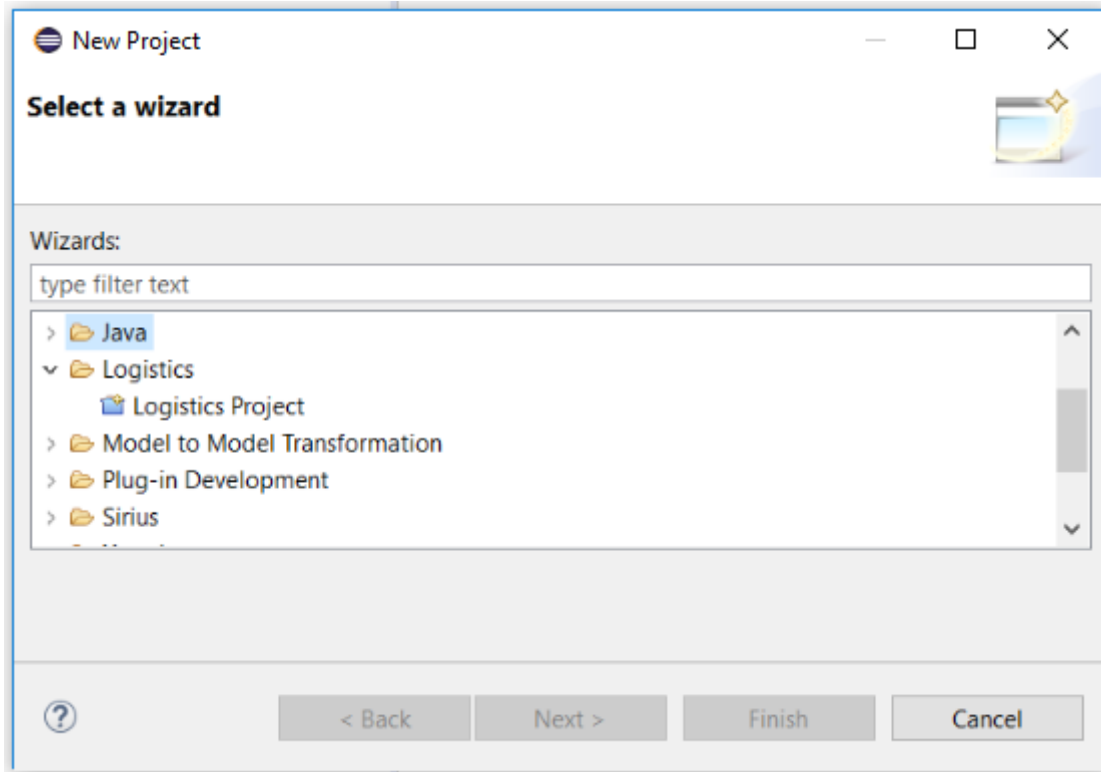 New Project
Select a wizard
Wizards:
type filter text
Java
Logistics
Logistics Project
Model to Model Transformation
Plug-in Development
Sirius
< Back Next > Finish Cancel